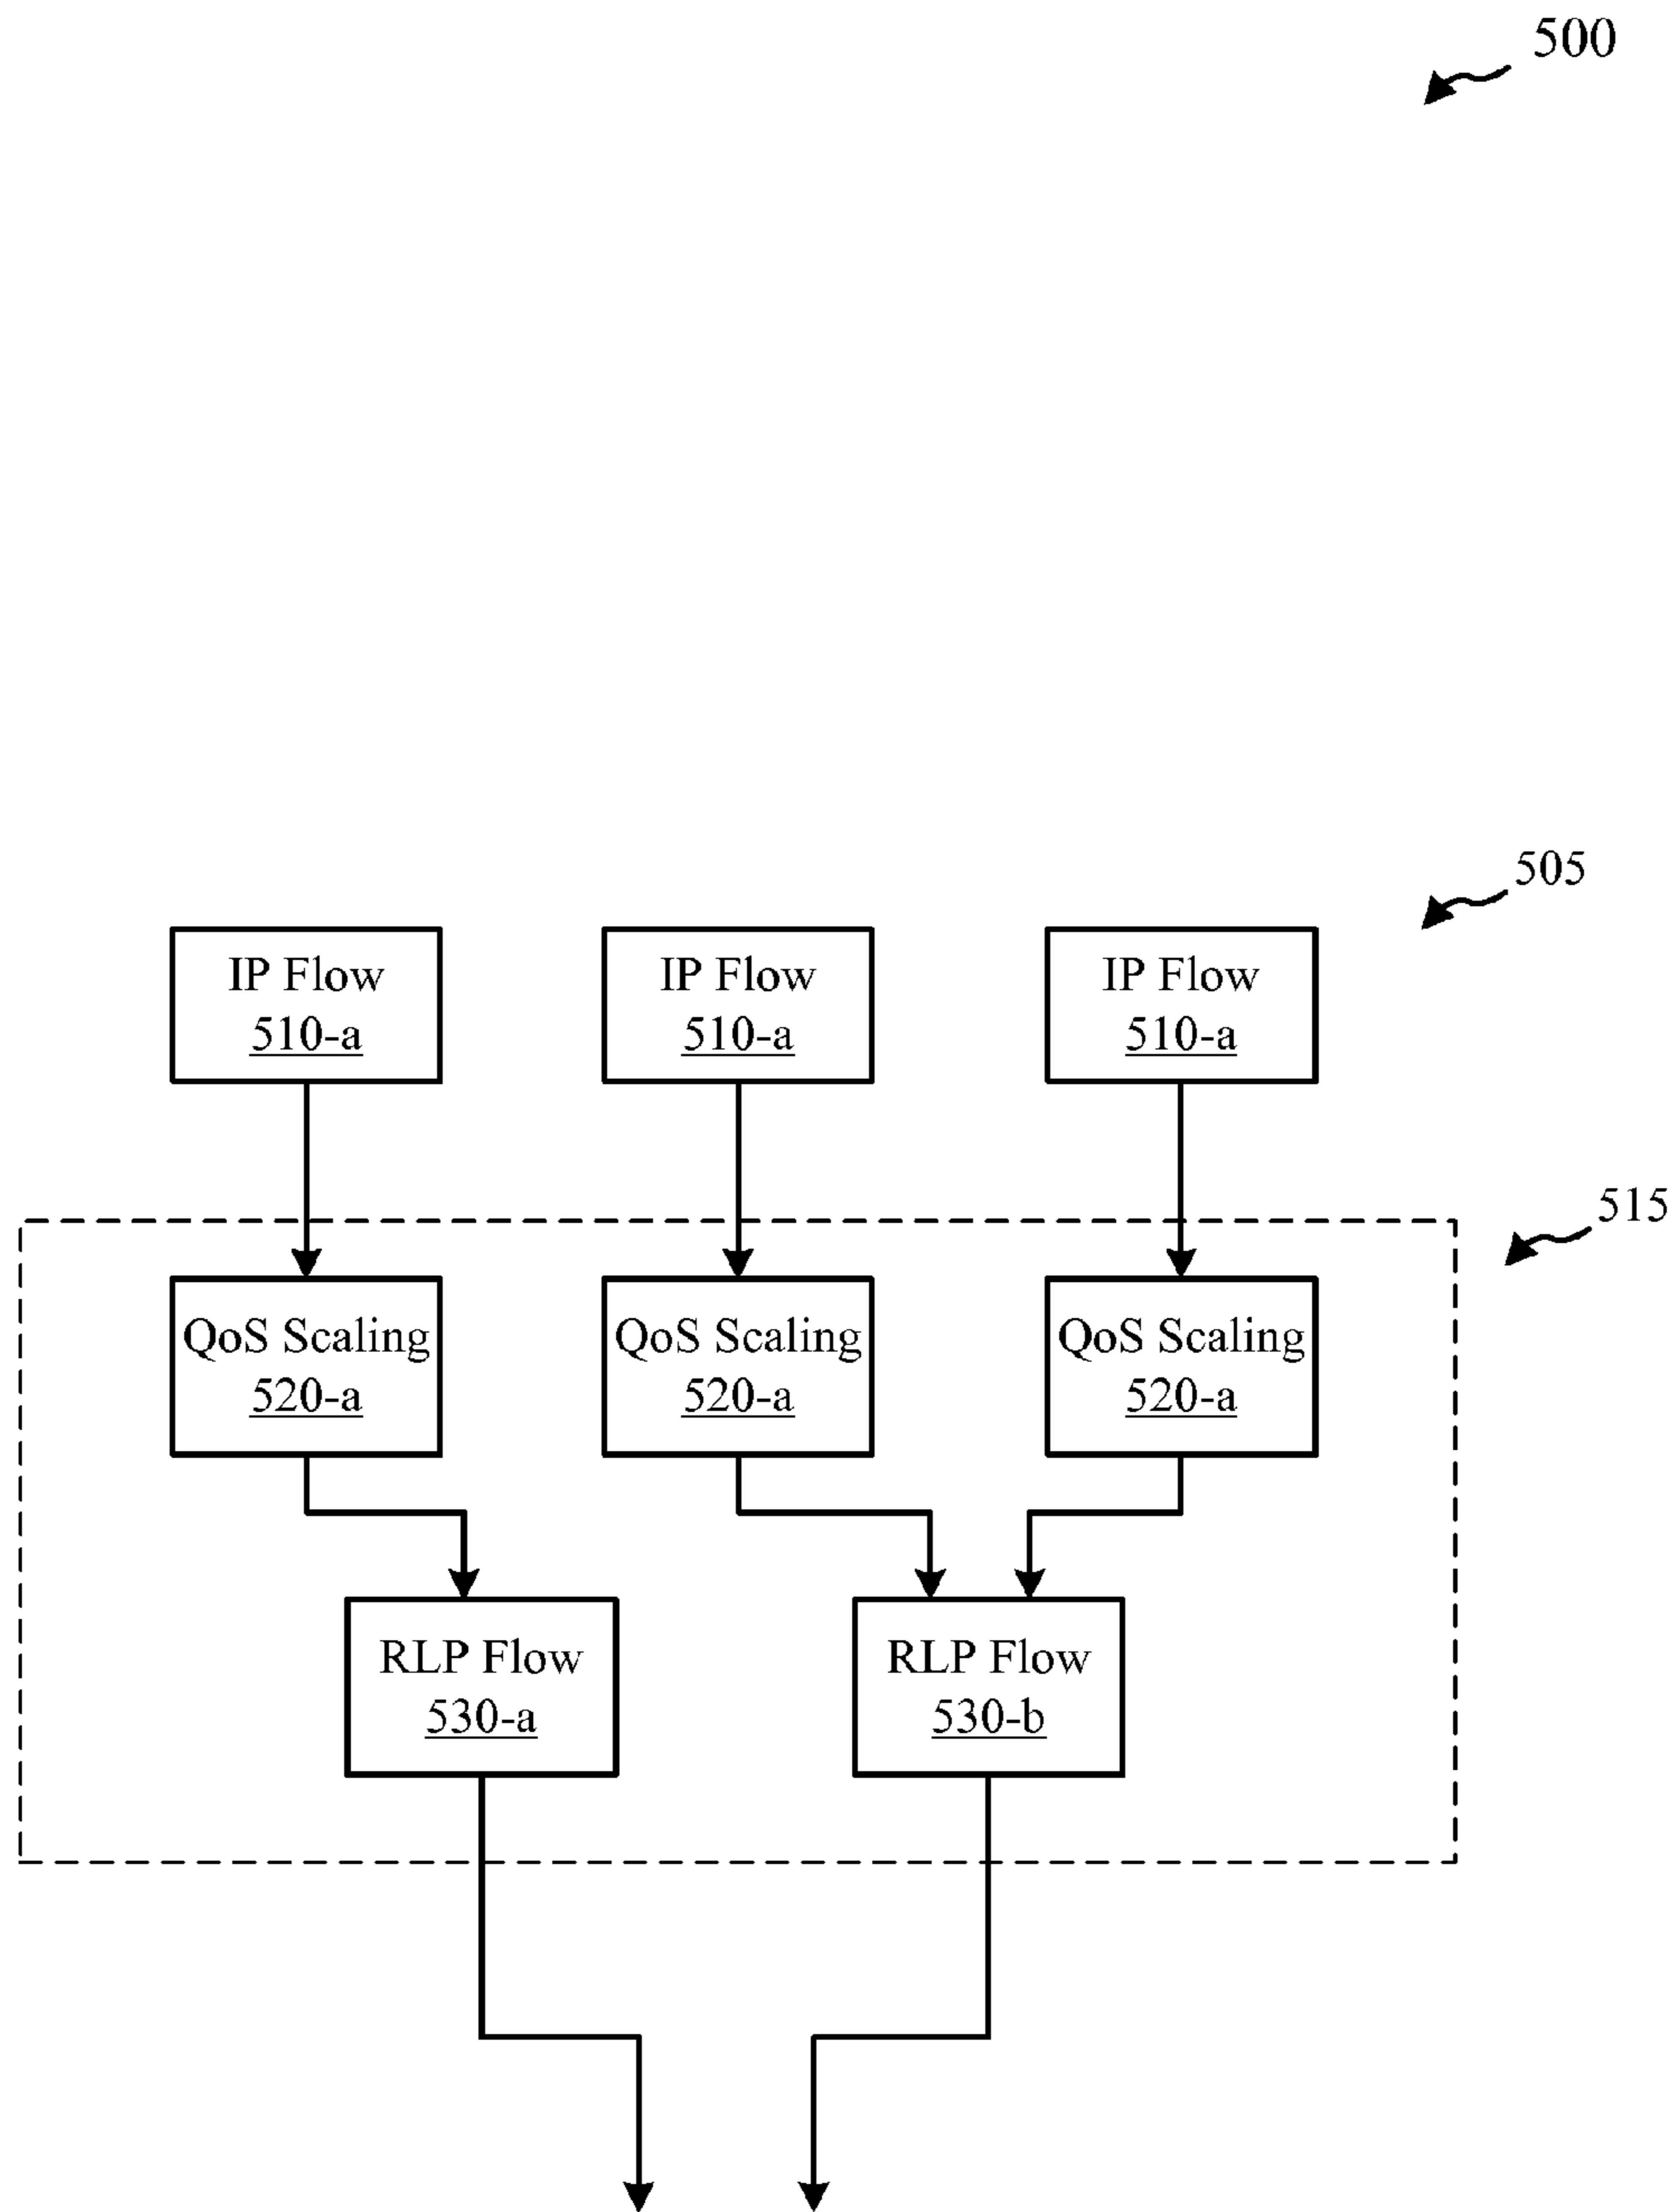 500
505
IP Flow
510-a
IP Flow
510-a
IP Flow
510-a
515
QoS Scaling
520-a
QoS Scaling
520-a
QoS Scaling
520-a
RLP Flow
530-a
RLP Flow
530-b